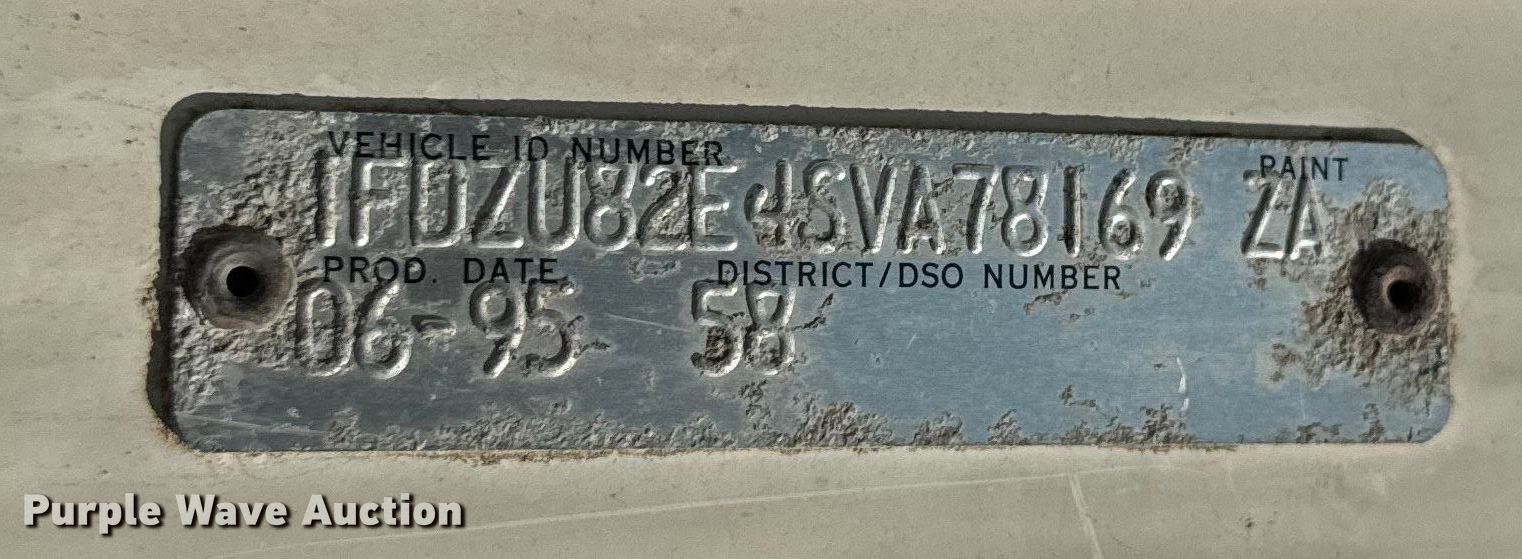 VEHICLE ID NUMBER PAINT
1FDZU82E4SVA78169 ZA
PROD. DATE DISTRICT/DSO NUMBER
06-95 58
Purple Wave Auction